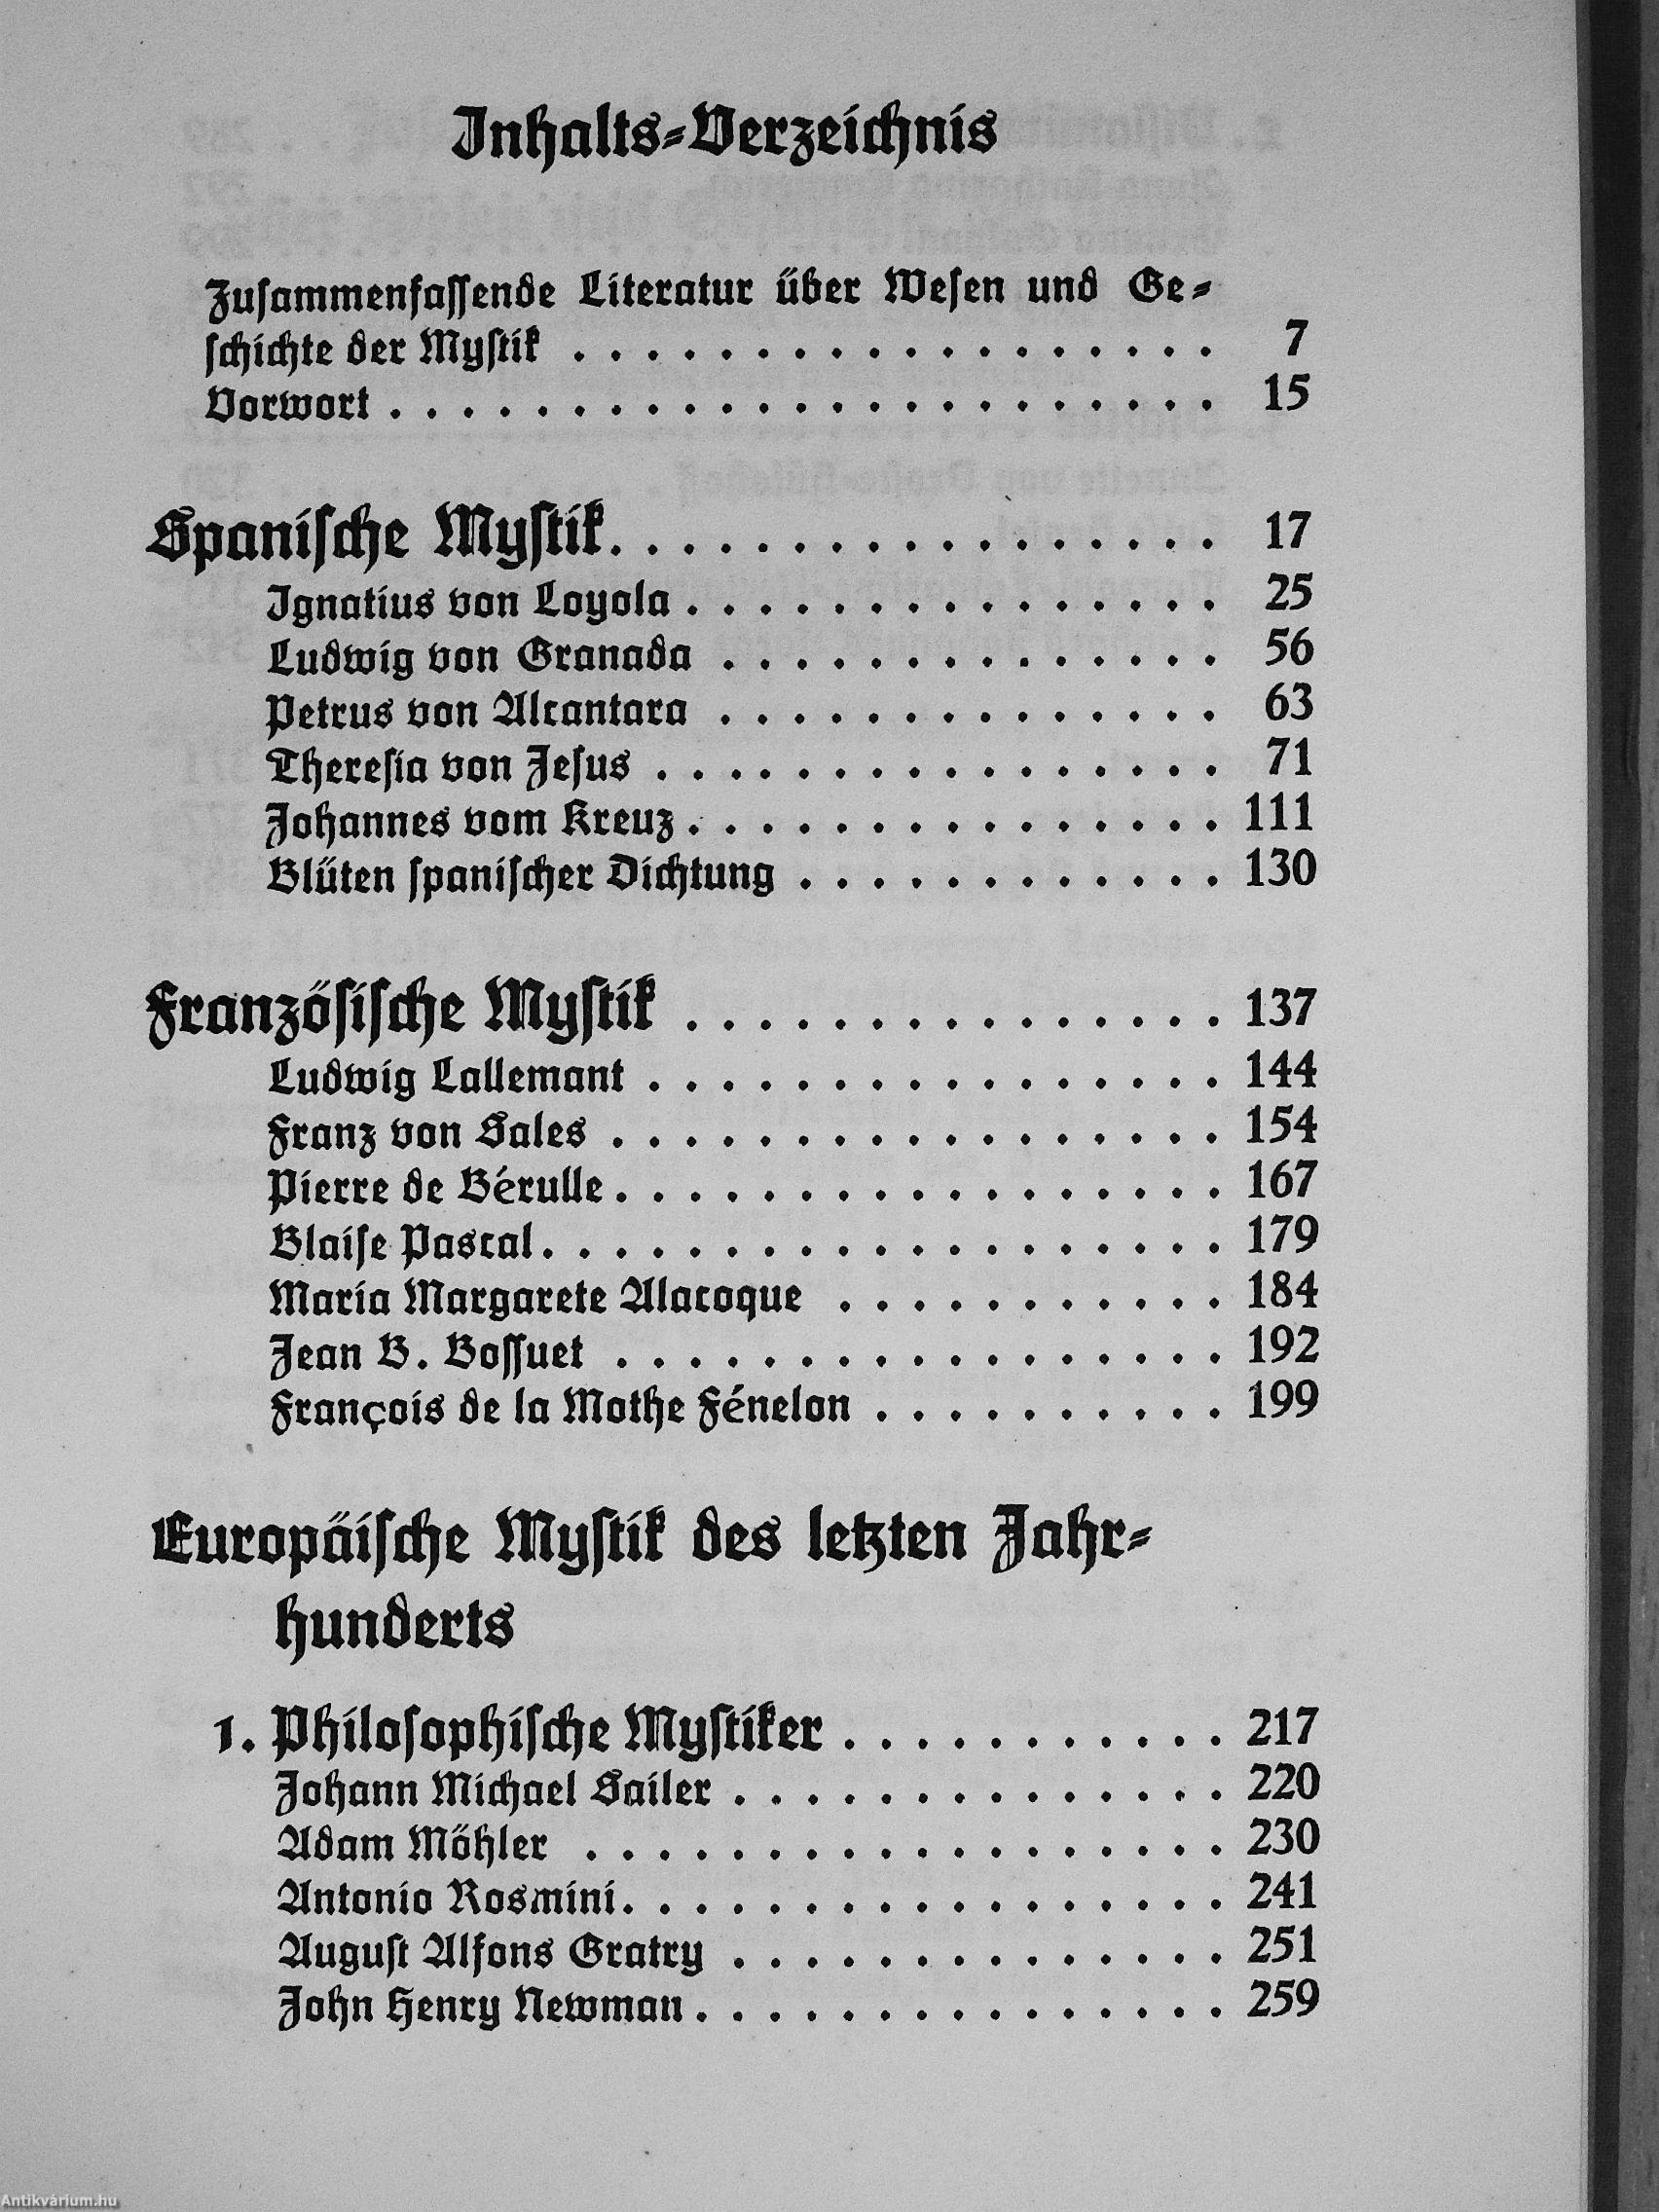 Inhalts-Verzeichnis
Zusammenfassende Literatur über Wesen und Ge-
schichte der Mystik . . . . . . . . . . . . . . . . . . 7
Vorwort . . . . . . . . . . . . . . . . . . . . . . . 15
Spanische Mystik . . . . . . . . . . . . . . . . . 17
Ignatius von Loyola . . . . . . . . . . . . . . . 25
Ludwig von Granada . . . . . . . . . . . . . . 56
Petrus von Alcantara . . . . . . . . . . . . . . 63
Theresia von Jesus . . . . . . . . . . . . . . . . 71
Johannes vom Kreuz . . . . . . . . . . . . . . . 111
Blüten spanischer Dichtung . . . . . . . . . . . . 130
Französische Mystik . . . . . . . . . . . . . . . 137
Ludwig Lallemant . . . . . . . . . . . . . . . . 144
Franz von Sales . . . . . . . . . . . . . . . . . 154
Pierre de Bérulle . . . . . . . . . . . . . . . . . 167
Blaise Pascal . . . . . . . . . . . . . . . . . . . 179
Maria Margarete Alacoque . . . . . . . . . . . 184
Jean B. Bossuet . . . . . . . . . . . . . . . . . 192
François de la Mothe Fénelon . . . . . . . . . . 199
Europäische Mystik des letzten Jahr-
hunderts
1. Philosophische Mystiker . . . . . . . . . . . 217
Johann Michael Sailer . . . . . . . . . . . . . . 220
Adam Möhler . . . . . . . . . . . . . . . . . . 230
Antonio Rosmini . . . . . . . . . . . . . . . . . 241
August Alfons Gratry . . . . . . . . . . . . . . 251
John Henry Newman . . . . . . . . . . . . . . . 259
Antikvárium.hu